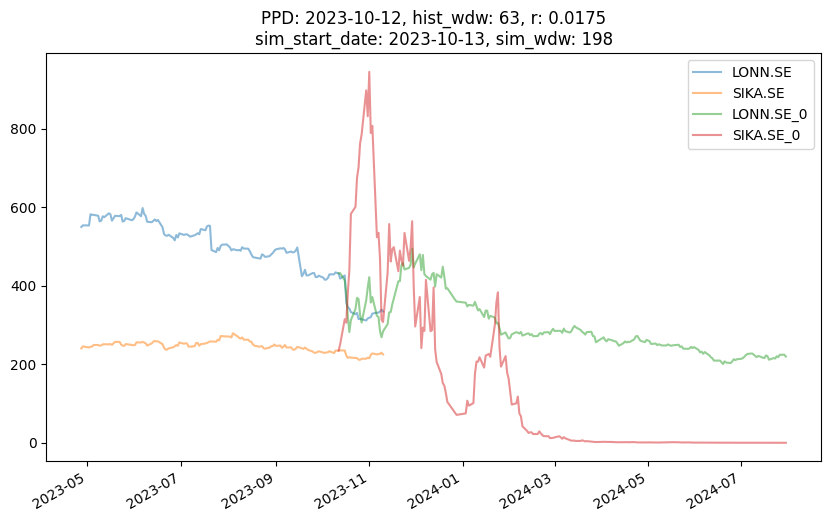 PPD: 2023-10-12, hist_wdw: 63, r: 0.0175
sim_start_date: 2023-10-13, sim_wdw: 198
LONN.SE
SIKA.SE
LONN.SE_0
SIKA.SE_0
800
600
400
200
0
2023-05
2023-07
2023-09
2023-11
2024-01
2024-03
2024-05
2024-07